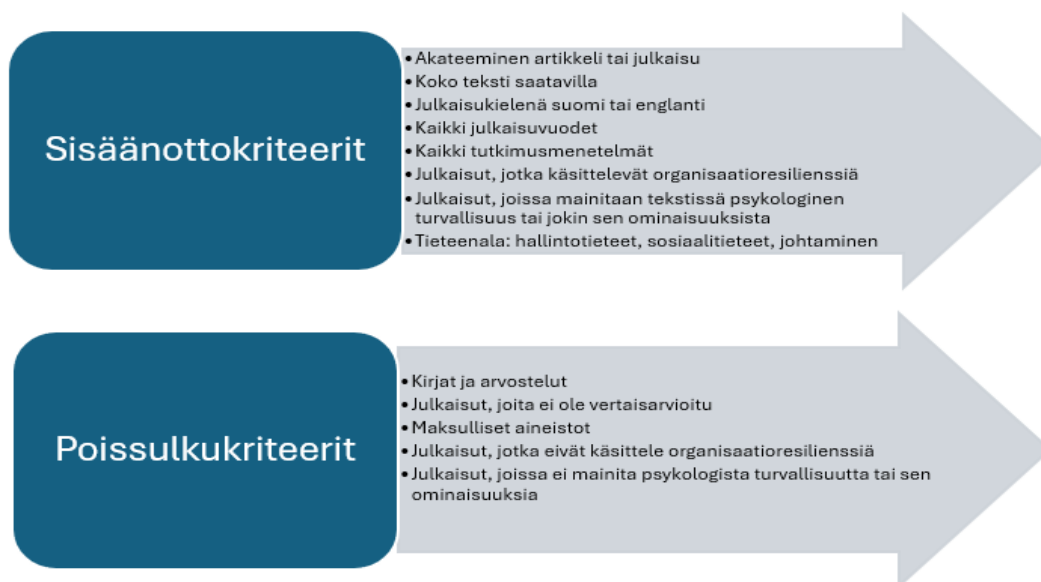 Sisäänottokriteerit
• Akateeminen artikkeli tai julkaisu
• Koko teksti saatavilla
• Julkaisukielenä suomi tai englanti
• Kaikki julkaisuvuodet
• Kaikki tutkimusmenetelmät
• Julkaisut, jotka käsittelevät organisaatioresilienssiä
• Julkaisut, joissa mainitaan tekstissä psykologinen
turvallisuus tai jokin sen ominaisuuksista
• Tieteenala: hallintotieteet, sosiaalitieteet, johtaminen
Poissulkukriteerit
• Kirjat ja arvostelut
• Julkaisut, joita ei ole vertaisarvioitu
• Maksulliset aineistot
• Julkaisut, jotka eivät käsittele organisaatioresilienssiä
• Julkaisut, joissa ei mainita psykologista turvallisuutta tai sen
ominaisuuksia